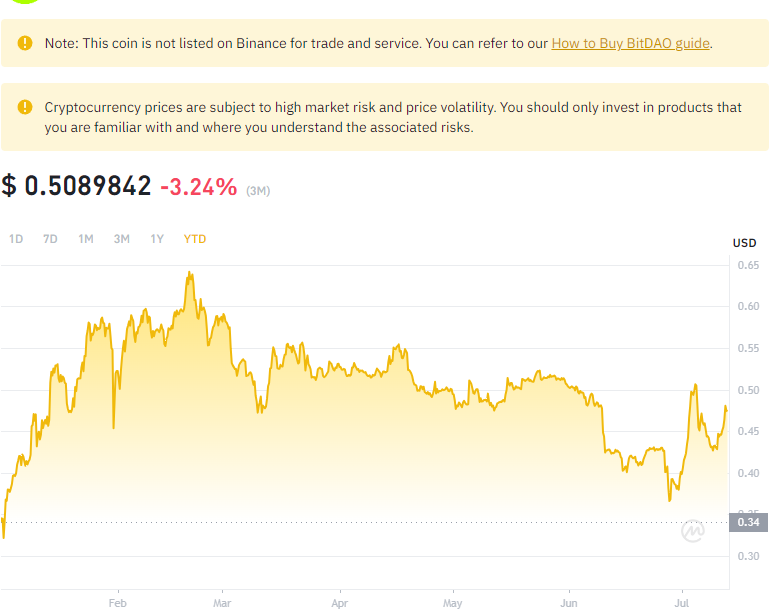 Note: This coin is not listed on Binance for trade and service. You can refer to our How to Buy BitDAO guide.
Cryptocurrency prices are subject to high market risk and price volatility. You should only invest in products that
you are familiar with and where you understand the associated risks.
$ 0.5089842 -3.24% (3M)
1D 7D 1M 3M 1Y YTD
USD
0.65
0.60
0.55
0.50
0.45
0.40
0.35
0.34
0.30
Feb Mar Apr May Jun Jul